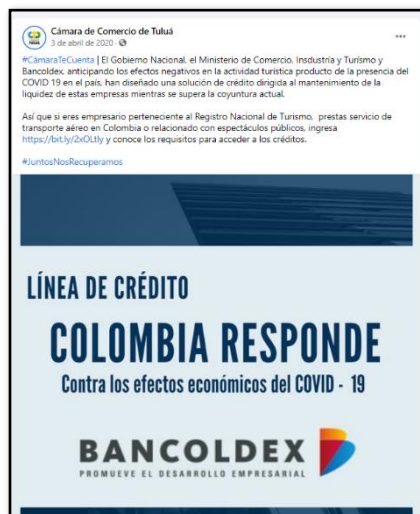 Cámara de Comercio de Tuluá
3 de abril de 2020
#CámaraTeCuenta | El Gobierno Nacional, el Ministerio de Comercio, Insdustría y Turísmo y
Bancoldex, anticipando los efectos negativos en la actividad turística producto de la presencia del
COVID 19 en el país, han diseñado una solución de crédito dirigida al mantenimiento de la
liquidez de estas empresas mientras se supera la coyuntura actual.
Así que si eres empresario perteneciente al Registro Nacional de Turismo, prestas servicio de
transporte aéreo en Colombia o relacionado con espectáculos públicos, ingresa
https://bit.ly/2xOLtIy y conoce los requisitos para acceder a los créditos.
#JuntosNosRecuperamos
LÍNEA DE CRÉDITO
COLOMBIA RESPONDE
Contra los efectos económicos del COVID - 19
BANCOLDEX
PROMUEVE EL DESARROLLO EMPRESARIAL